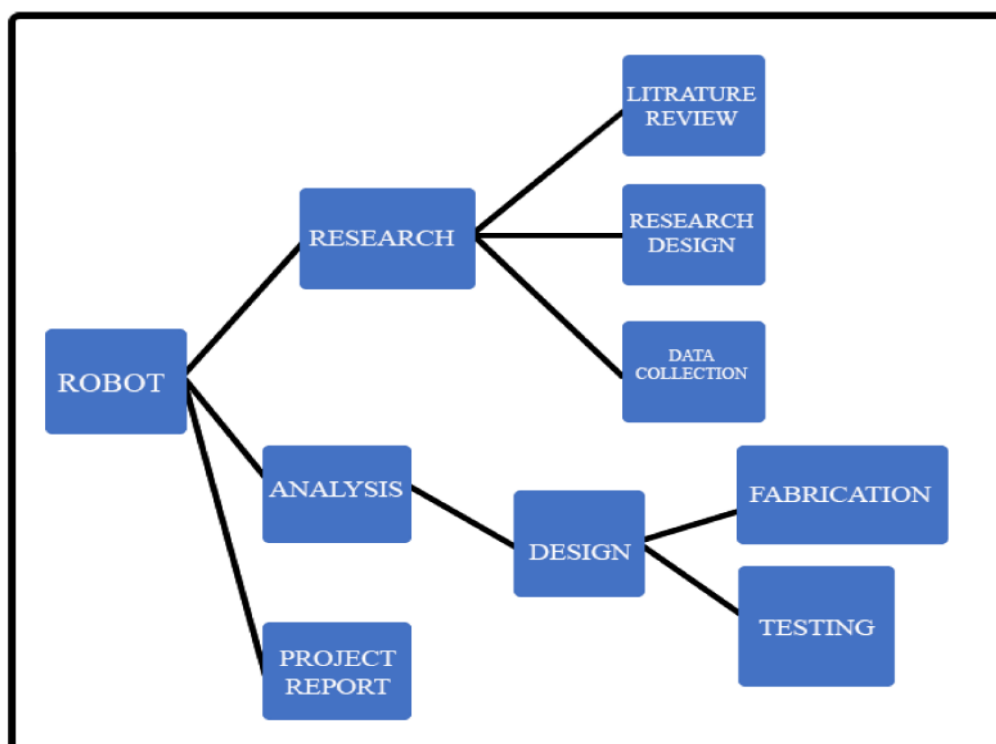 LITRATURE
REVIEW
RESEARCH
RESEARCH
DESIGN
DATA
COLLECTION
ROBOT
ANALYSIS
DESIGN
FABRICATION
TESTING
PROJECT
REPORT